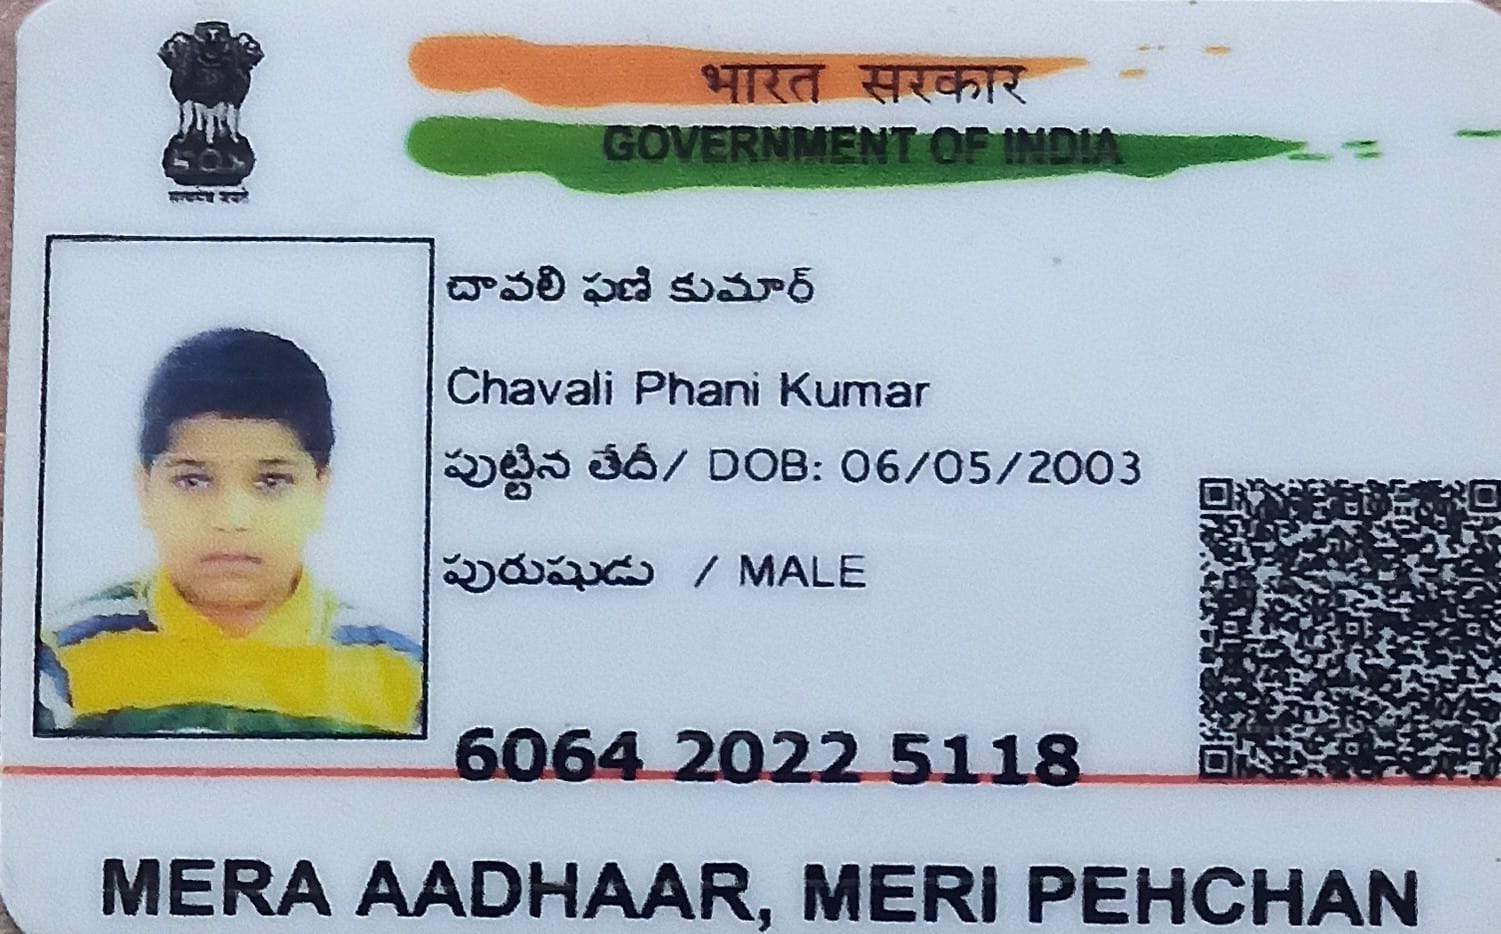 सत्यमेव जयते
भारत सरकार
GOVERNMENT OF INDIA
చావలి ఫణి కుమార్
Chavali Phani Kumar
పుట్టిన తేదీ/ DOB: 06/05/2003
పురుషుడు / MALE
6064 2022 5118
MERA AADHAAR, MERI PEHCHAN